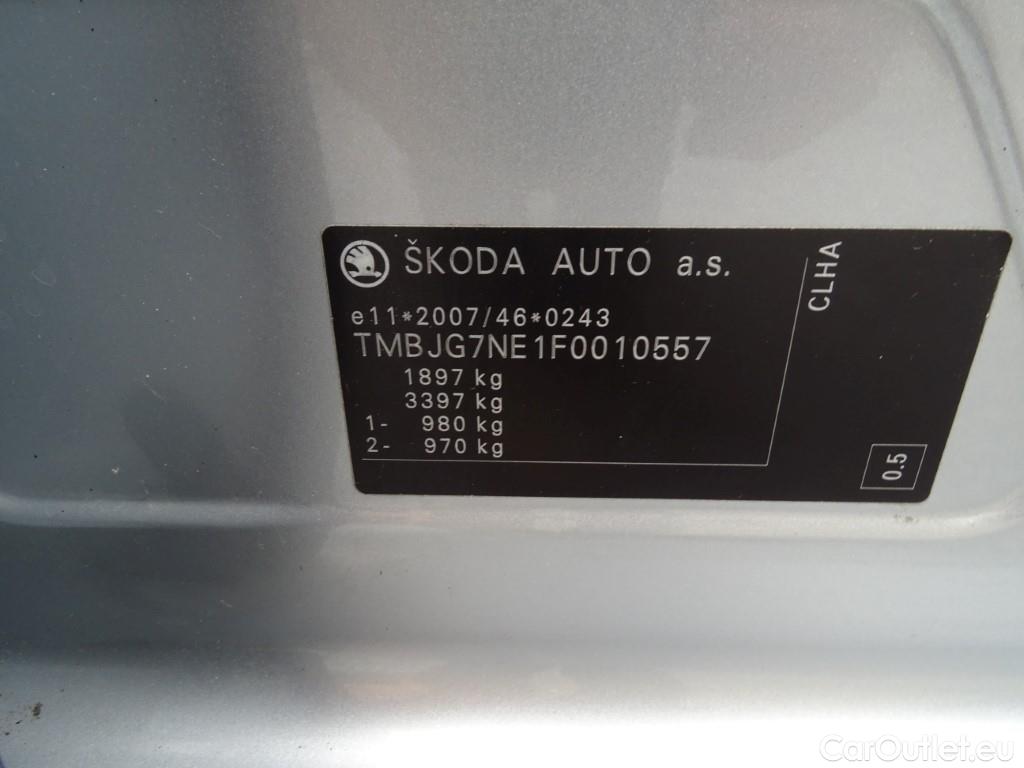 ŠKODA AUTO a.s.
e11*2007/46*0243
TMBJG7NE1F0010557
1897 kg
3397 kg
1- 980 kg
2- 970 kg
CLHA
0.5
CarOutlet.eu